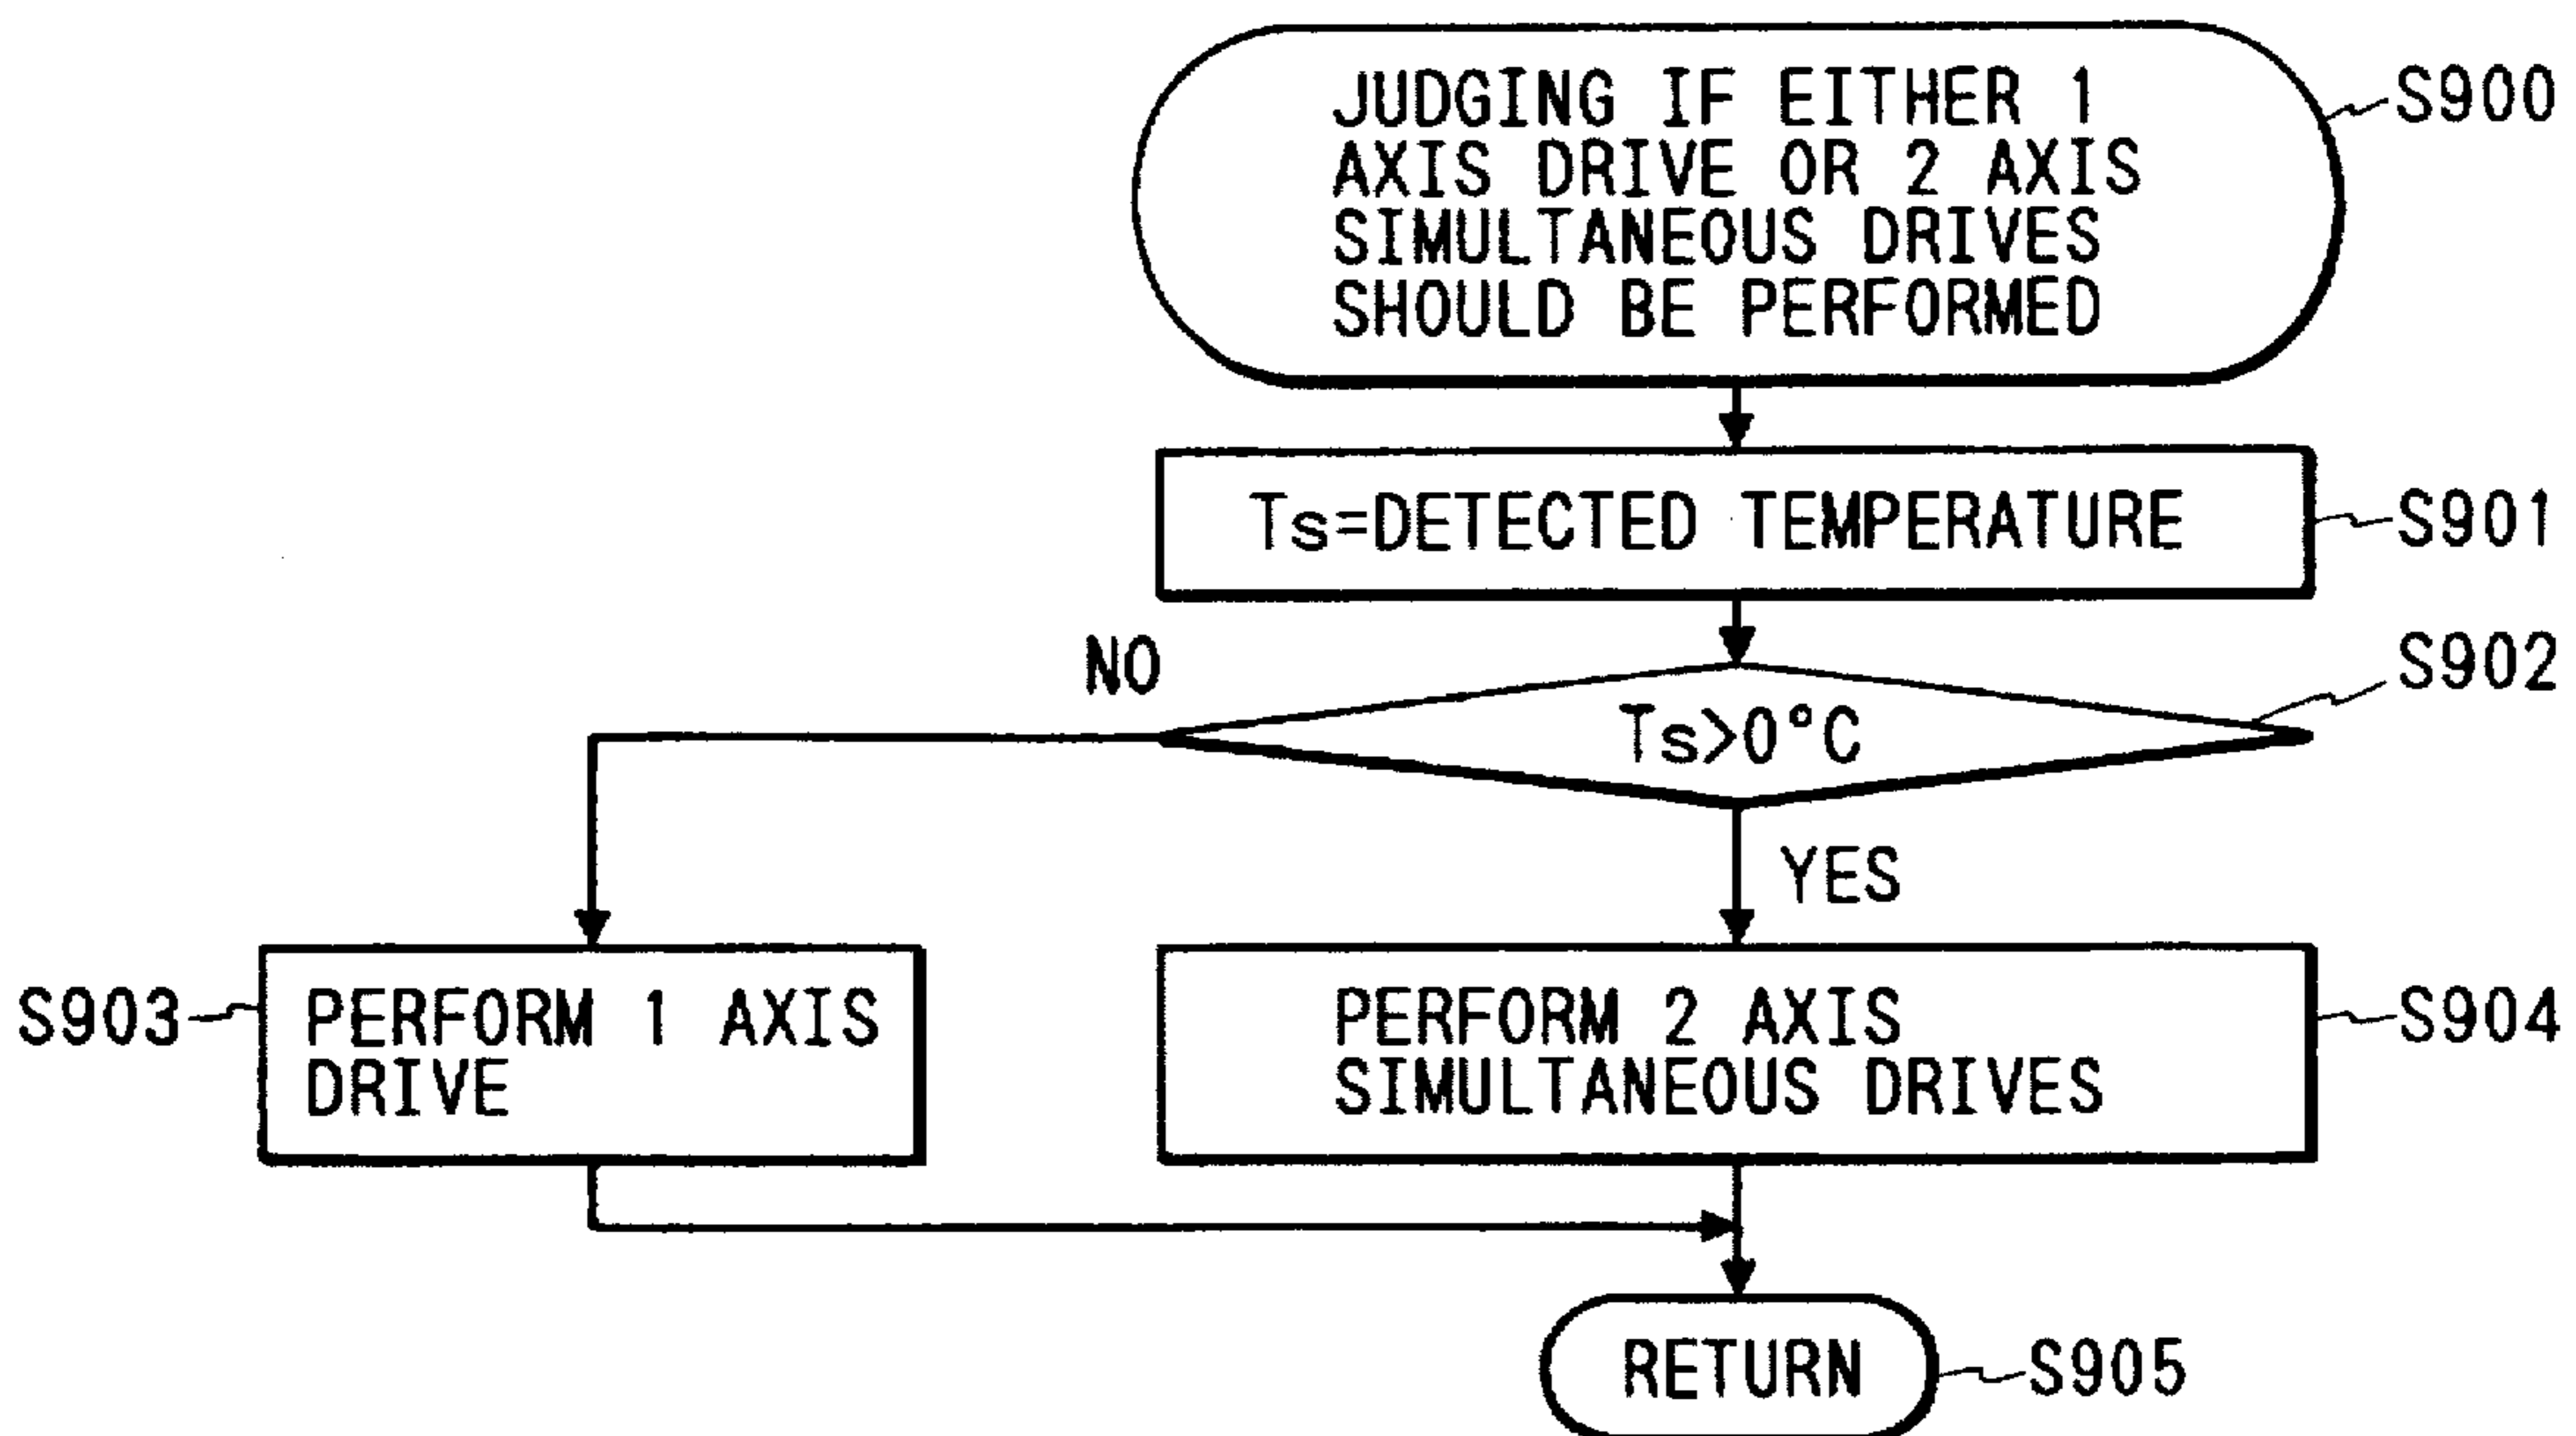 JUDGING IF EITHER 1
AXIS DRIVE OR 2 AXIS
SIMULTANEOUS DRIVES
SHOULD BE PERFORMED
S900
Ts=DETECTED TEMPERATURE
S901
NO
S902
Ts>0°C
YES
S903
PERFORM 1 AXIS
DRIVE
PERFORM 2 AXIS
SIMULTANEOUS DRIVES
S904
RETURN
S905